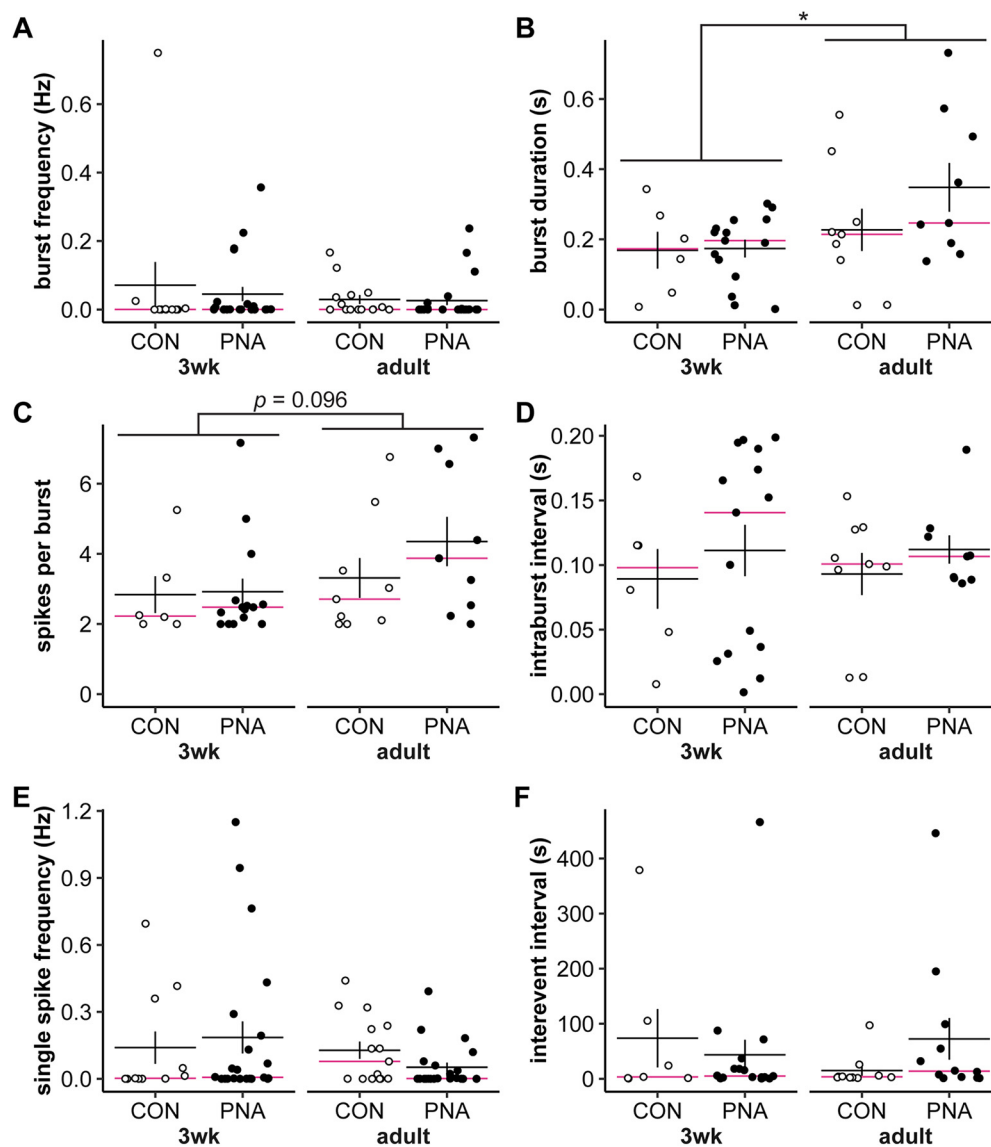 A
burst frequency (Hz)
0.6
0.4
0.2
0.0
CON PNA CON PNA
3wk adult
B
*
burst duration (s)
0.6
0.4
0.2
0.0
CON PNA CON PNA
3wk adult
C
p = 0.096
spikes per burst
6
4
2
0
CON PNA CON PNA
3wk adult
D
intraburst interval (s)
0.20
0.15
0.10
0.05
0.00
CON PNA CON PNA
3wk adult
E
single spike frequency (Hz)
1.2
0.9
0.6
0.3
0.0
CON PNA CON PNA
3wk adult
F
interevent interval (s)
400
300
200
100
0
CON PNA CON PNA
3wk adult